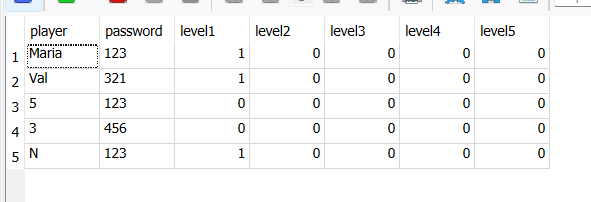 player password level1 level2 level3 level4 level5
1 Maria 123 1 0 0 0 0
2 Val 321 1 0 0 0 0
3 5 123 0 0 0 0 0
4 3 456 0 0 0 0 0
5 N 123 1 0 0 0 0